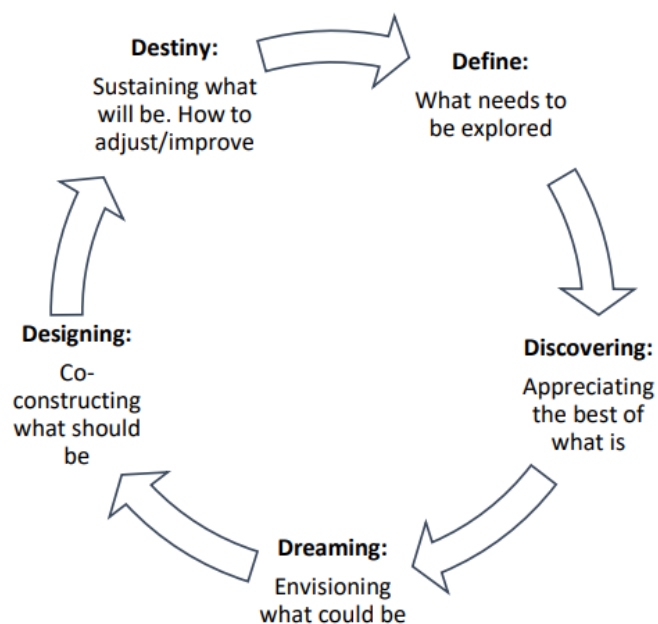 Destiny:
Sustaining what
will be. How to
adjust/improve
Define:
What needs to
be explored
Discovering:
Appreciating
the best of
what is
Dreaming:
Envisioning
what could be
Designing:
Co-
constructing
what should
be